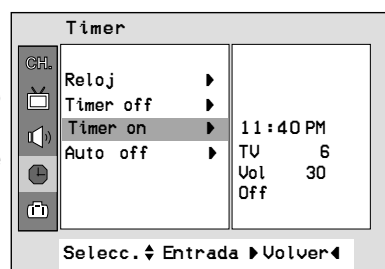 Timer
CH.
Reloj
Timer off
Timer on
Auto off
11:40 PM
TV 6
Vol 30
Off
Selecc. Entrada Volver